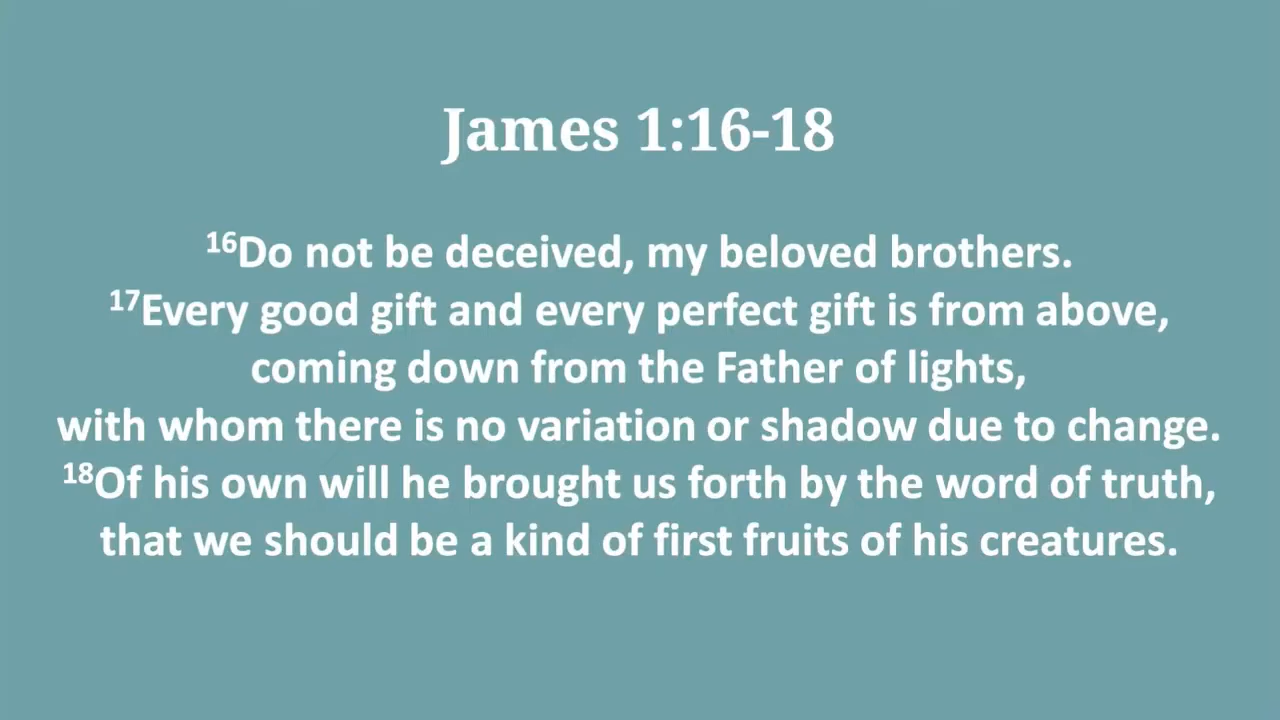 James 1:16-18
16Do not be deceived, my beloved brothers.
17Every good gift and every perfect gift is from above,
coming down from the Father of lights,
with whom there is no variation or shadow due to change.
18Of his own will he brought us forth by the word of truth,
that we should be a kind of first fruits of his creatures.